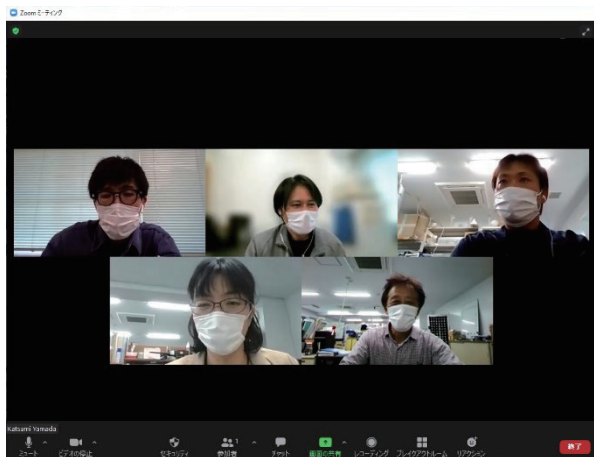 Zoom ミーティング
Katsumi Yamada
ミュート
ビデオの停止
セキュリティ
参加者
1
チャット
画面の共有
レコーディング
ブレイクアウトルーム
リアクション
終了